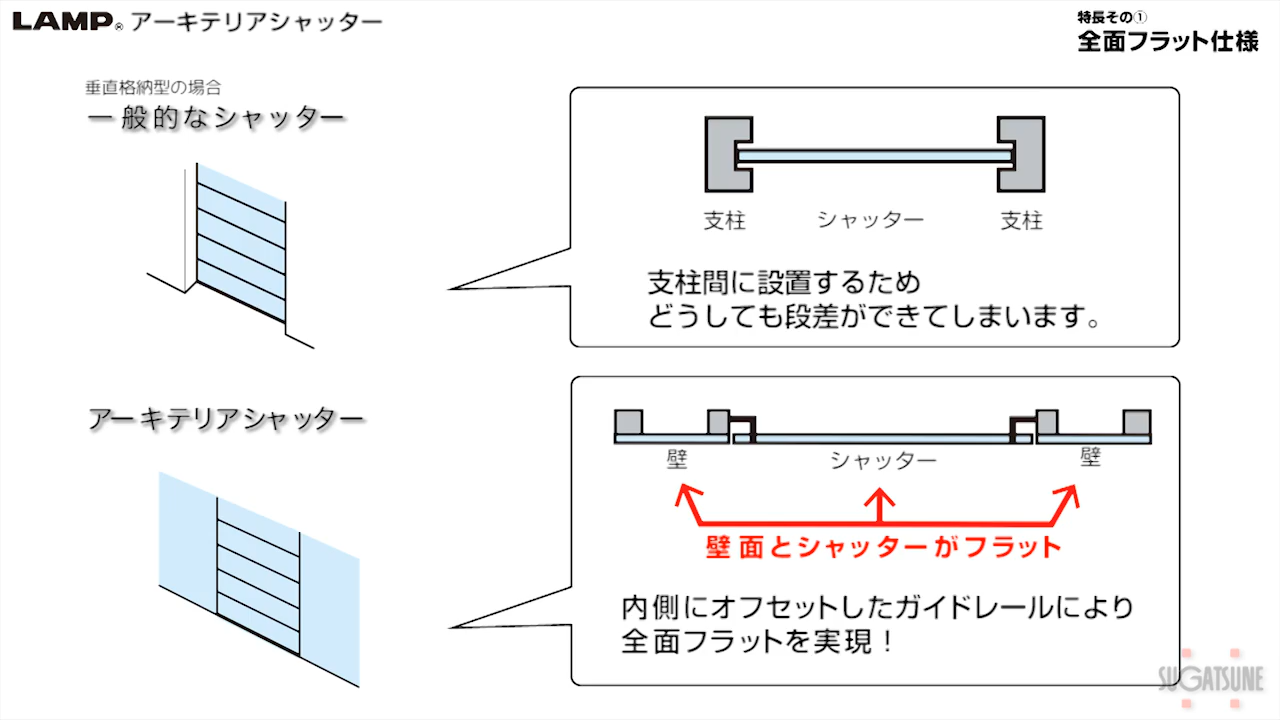 LAMP® アーキテリアシャッター
特長その①
全面フラット仕様
垂直格納型の場合
一般的なシャッター
支柱 シャッター 支柱
支柱間に設置するため
どうしても段差ができてしまいます。
アーキテリアシャッター
壁 シャッター 壁
壁面とシャッターがフラット
内側にオフセットしたガイドレールにより
全面フラットを実現！
SUGATSUNE